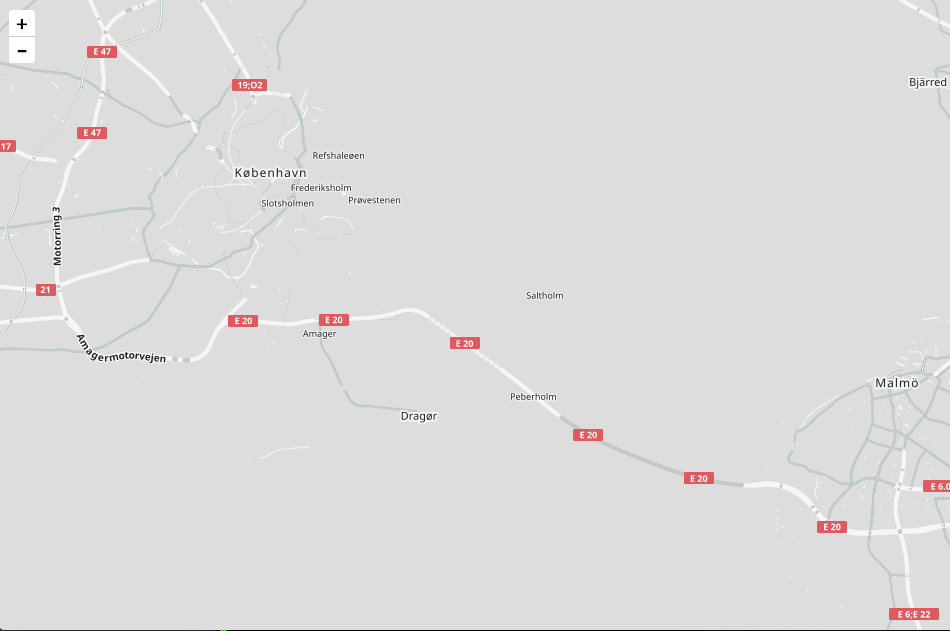 +
−
E 47
19;O2
Bjärred
E 47
17
Refshaleøen
København
Frederiksholm
Prøvestenen
Slotsholmen
Motorring 3
21
Saltholm
E 20
E 20
Amager
E 20
Amagermotorvejen
Malmö
Peberholm
Dragør
E 20
E 20
E 6.0
E 20
E 6;E 22